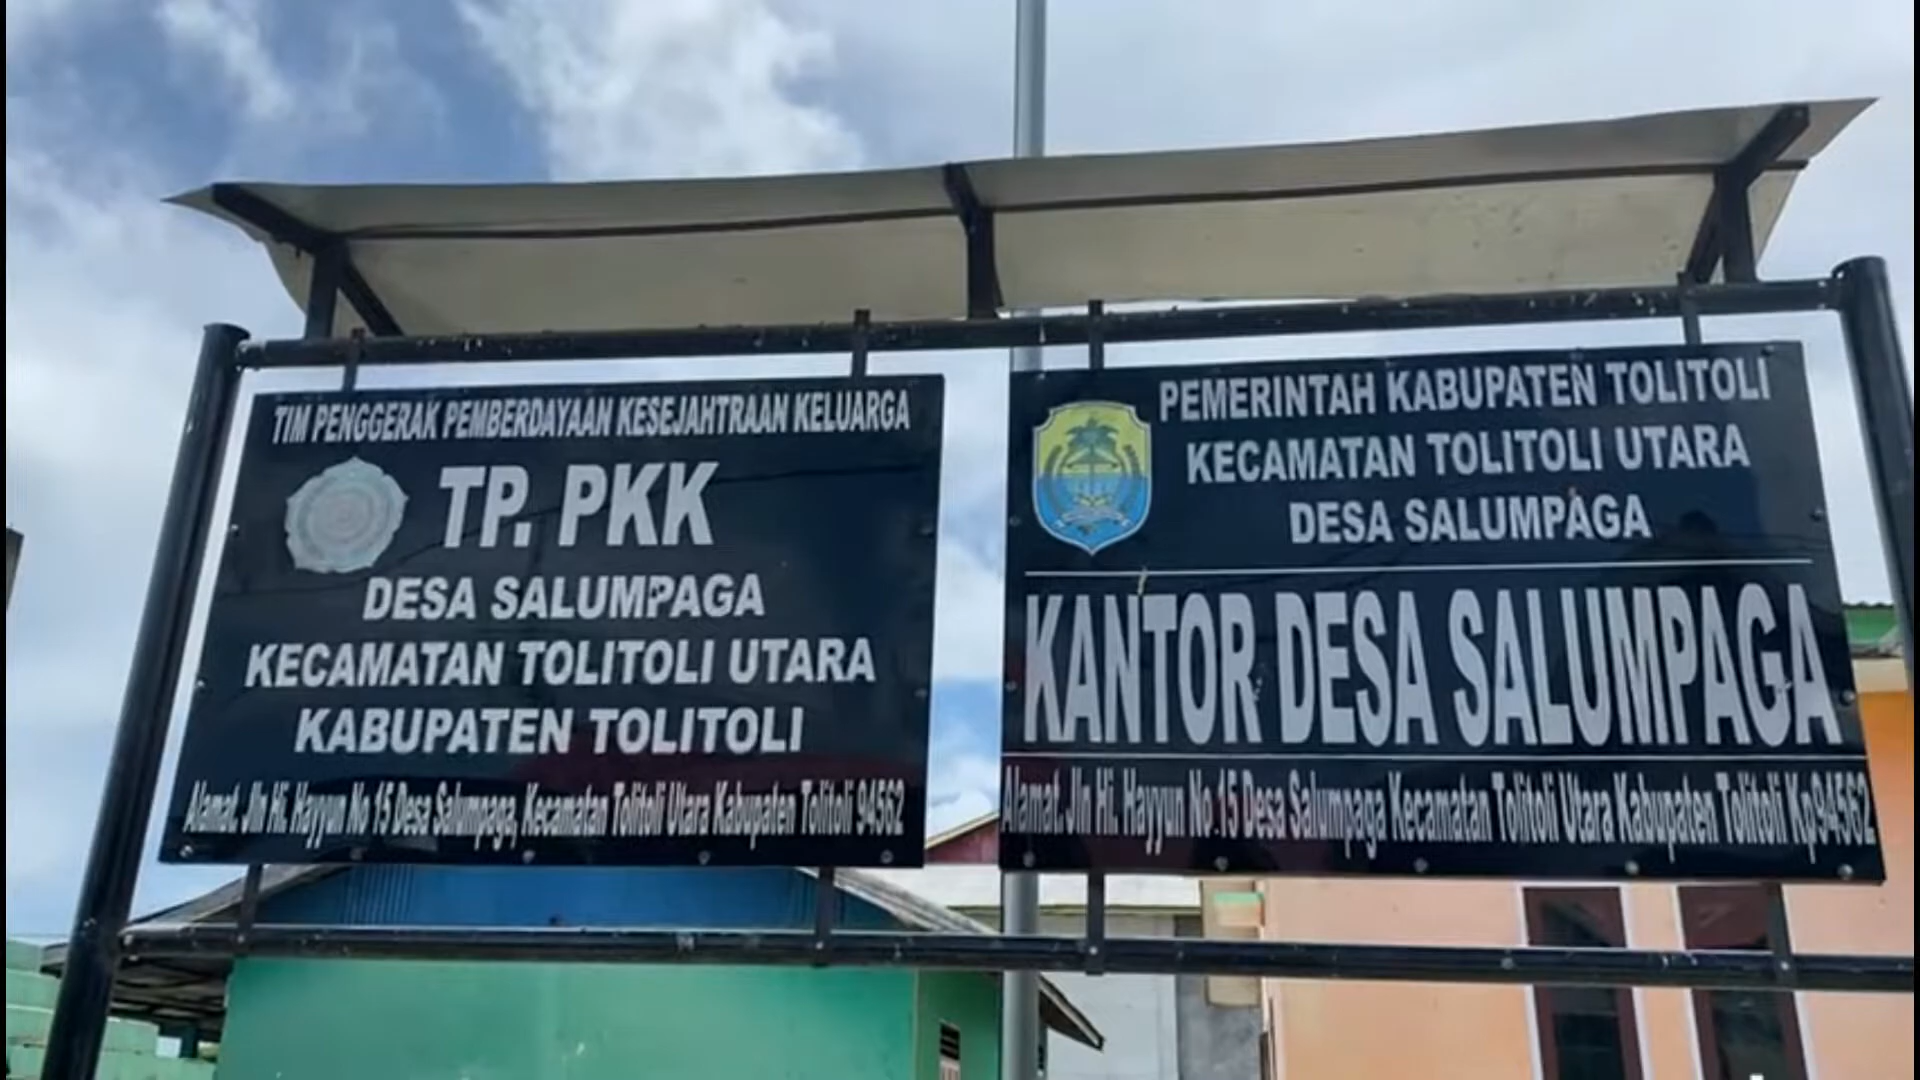 TIM PENGGERAK PEMBERDAYAAN KESEJAHTRAAN KELUARGA
TP. PKK
DESA SALUMPAGA
KECAMATAN TOLITOLI UTARA
KABUPATEN TOLITOLI
Alamat. Jln Hi. Hayyun No 15 Desa Salumpaga, Kecamatan Tolitoli Utara Kabupaten Tolitoli 94562
PEMERINTAH KABUPATEN TOLITOLI
KECAMATAN TOLITOLI UTARA
DESA SALUMPAGA
KANTOR DESA SALUMPAGA
Alamat. Jln Hi. Hayyun No 15 Desa Salumpaga Kecamatan Tolitoli Utara Kabupaten Tolitoli Kp94562